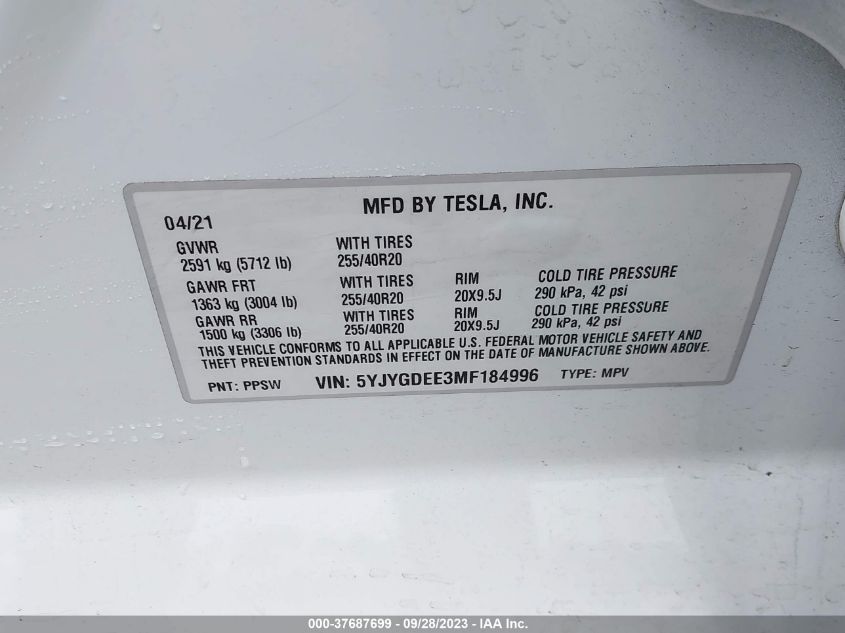 MFD BY TESLA, INC.
04/21
GVWR WITH TIRES
2591 kg (5712 lb) 255/40R20
GAWR FRT WITH TIRES RIM COLD TIRE PRESSURE
1363 kg (3004 lb) 255/40R20 20X9.5J 290 kPa, 42 psi
GAWR RR WITH TIRES RIM COLD TIRE PRESSURE
1500 kg (3306 lb) 255/40R20 20X9.5J 290 kPa, 42 psi
THIS VEHICLE CONFORMS TO ALL APPLICABLE U.S. FEDERAL MOTOR VEHICLE SAFETY AND
THEFT PREVENTION STANDARDS IN EFFECT ON THE DATE OF MANUFACTURE SHOWN ABOVE.
PNT: PPSW VIN: 5YJYGDEE3MF184996 TYPE: MPV
000-37687699 - 09/28/2023 - IAA Inc.